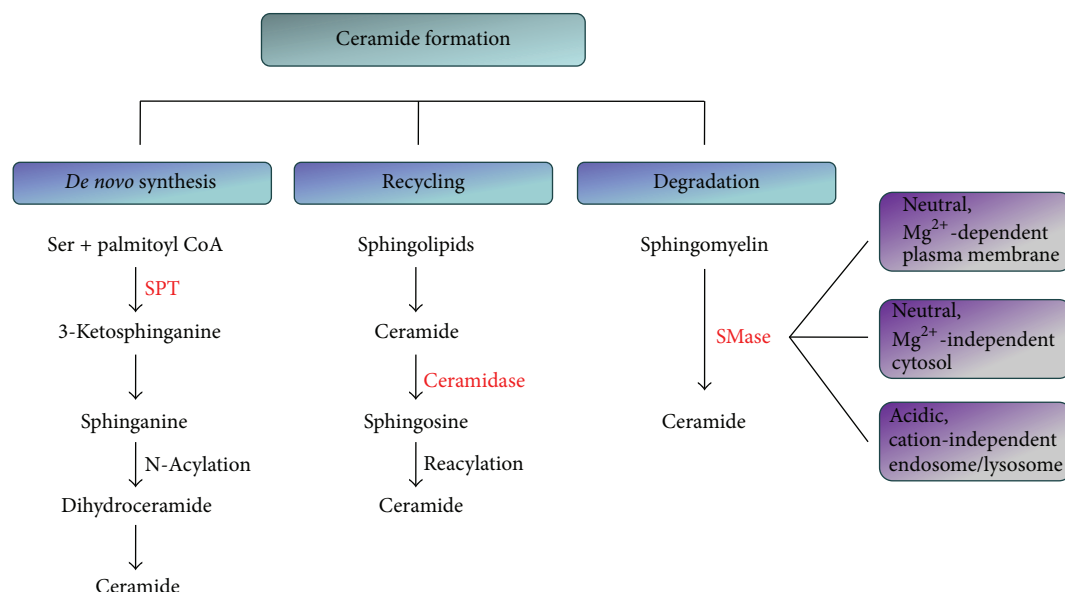 Ceramide formation
De novo synthesis
Recycling
Degradation
Ser + palmitoyl CoA
SPT
3-Ketosphinganine
Sphinganine
N-Acylation
Dihydroceramide
Ceramide
Sphingolipids
Ceramide
Ceramidase
Sphingosine
Reacylation
Ceramide
Sphingomyelin
SMase
Ceramide
Neutral,
Mg²⁺-dependent
plasma membrane
Neutral,
Mg²⁺-independent
cytosol
Acidic,
cation-independent
endosome/lysosome